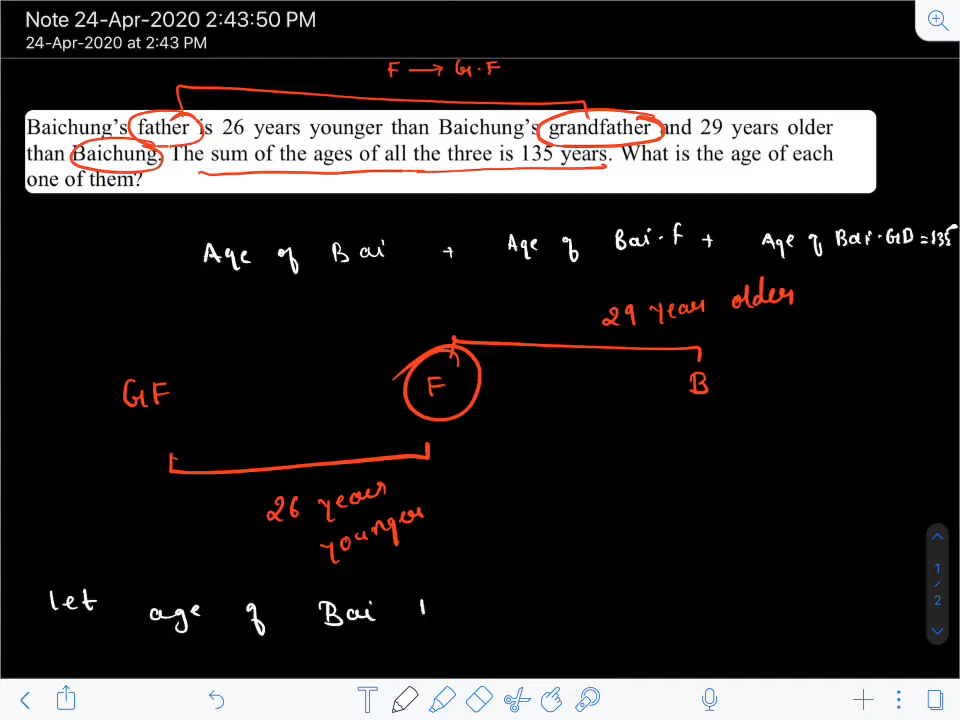 Note 24-Apr-2020 2:43:50 PM
24-Apr-2020 at 2:43 PM
F → G.F
Baichung's father is 26 years younger than Baichung's grandfather and 29 years older
than Baichung. The sum of the ages of all the three is 135 years. What is the age of each
one of them?
Age of Bai + Age of Bai.F + Age of Bai.GD = 135
29 year older
GF F B
26 years
younger
let age of Bai
1
/
2
T